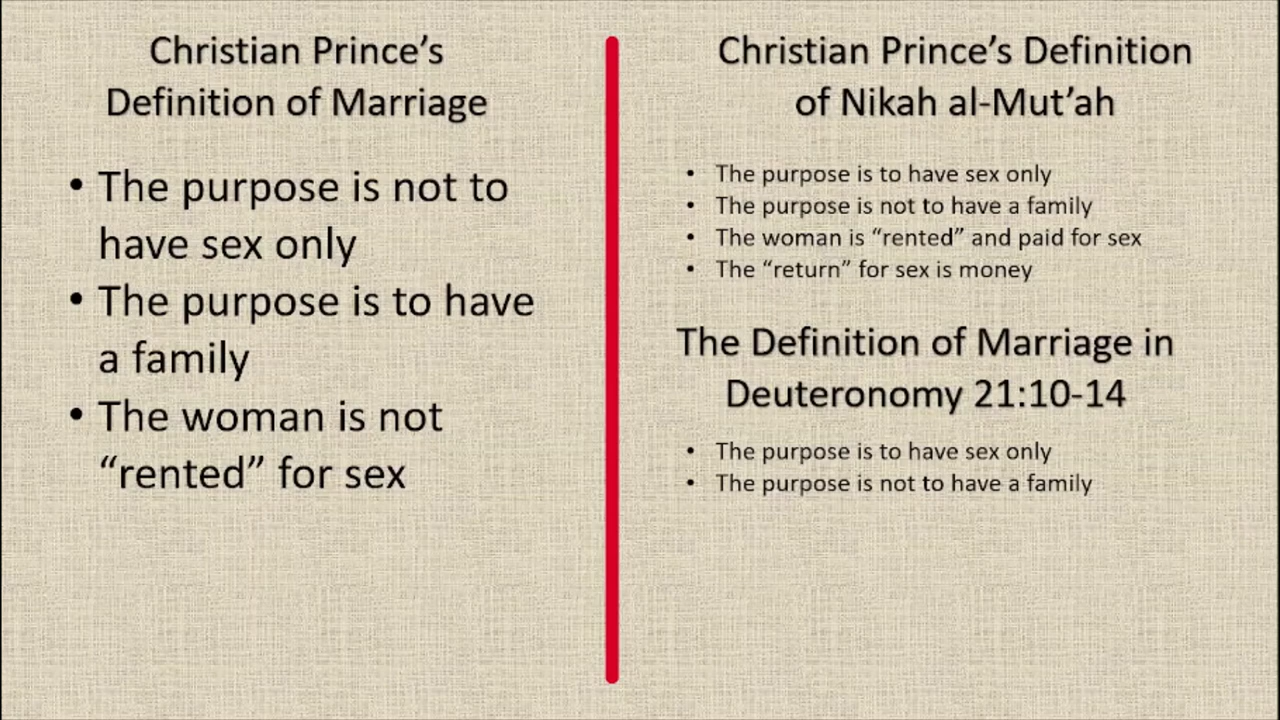 Christian Prince’s
Definition of Marriage
• The purpose is not to
have sex only
• The purpose is to have
a family
• The woman is not
“rented” for sex
Christian Prince’s Definition
of Nikah al-Mut’ah
• The purpose is to have sex only
• The purpose is not to have a family
• The woman is “rented” and paid for sex
• The “return” for sex is money
The Definition of Marriage in
Deuteronomy 21:10-14
• The purpose is to have sex only
• The purpose is not to have a family